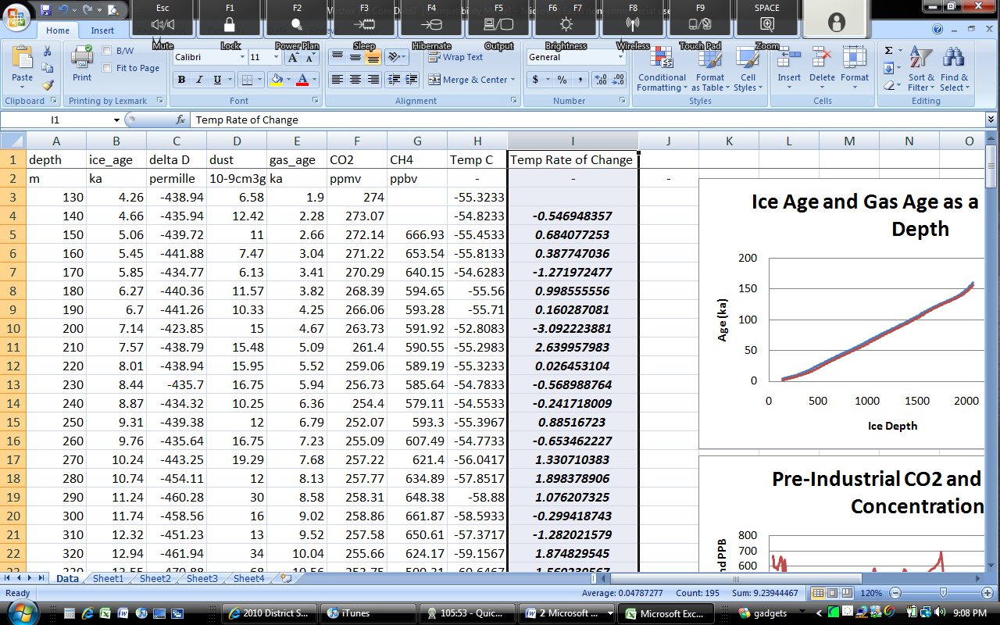 Esc F1 F2 F3 F4 F5 F6 F7 F8 F9 SPACE
Home Insert
Mute Lock Power Plan Sleep Hibernate Output Brightness Wireless Touch Pad Zoom
B/W
Fit to Page
Paste
Print
Calibri 11 A A
B I U A
Wrap Text
Merge & Center
General
$ % , .00 .0
Conditional Formatting
Format as Table
Cell Styles
Insert Delete Format
Σ
Sort & Filter
Find & Select
Clipboard Printing by Lexmark Font Alignment Number Styles Cells Editing
I1 fx Temp Rate of Change
A B C D E F G H I J K L M N O
1 depth ice_age delta D dust gas_age CO2 CH4 Temp C Temp Rate of Change
2 m ka permille 10-9cm3g ka ppmv ppbv - - -
3 130 4.26 -438.94 6.58 1.9 274 -55.3233
4 140 4.66 -435.94 12.42 2.28 273.07 -54.8233 -0.546948357
5 150 5.06 -439.72 11 2.66 272.14 666.93 -55.4533 0.684077253
6 160 5.45 -441.88 7.47 3.04 271.22 653.54 -55.8133 0.387747036
7 170 5.85 -434.77 6.13 3.41 270.29 640.15 -54.6283 -1.271972477
8 180 6.27 -440.36 11.57 3.82 268.39 594.65 -55.56 0.998555556
9 190 6.7 -441.26 10.33 4.25 266.06 593.28 -55.71 0.160287081
10 200 7.14 -423.85 15 4.67 263.73 591.92 -52.8083 -3.092223881
11 210 7.57 -438.79 15.48 5.09 261.4 590.55 -55.2983 2.639957983
12 220 8.01 -438.94 15.95 5.52 259.06 589.19 -55.3233 0.026453104
13 230 8.44 -435.7 16.75 5.94 256.73 585.64 -54.7833 -0.568988764
14 240 8.87 -434.32 10.25 6.36 254.4 579.11 -54.5533 -0.241718009
15 250 9.31 -439.38 12 6.79 252.07 593.3 -55.3967 0.88516723
16 260 9.76 -435.64 16.75 7.23 255.09 607.49 -54.7733 -0.653462227
17 270 10.24 -443.25 19.29 7.68 257.22 621.4 -56.0417 1.330710383
18 280 10.74 -454.11 12 8.13 257.77 634.89 -57.8517 1.898378906
19 290 11.24 -460.28 30 8.58 258.31 648.38 -58.88 1.076207325
20 300 11.74 -458.56 16 9.02 258.86 661.87 -58.5933 -0.299418743
21 310 12.32 -451.23 13 9.52 257.58 650.61 -57.3717 -1.282021579
22 320 12.94 -461.94 34 10.04 255.66 624.17 -59.1567 1.874829545
Ice Age and Gas Age as a
Depth
200
150
100
50
0
0 500 1000 1500 2000
Age (ka)
Ice Depth
Pre-Industrial CO2 and
Concentration
800
700
600
nd PPB
Data Sheet1 Sheet2 Sheet3 Sheet4
Ready Average: 0.04787277 Count: 195 Sum: 9.23944467 120%
2010 District S... iTunes 105:53 - Quic... 2 Microsoft ... Microsoft Exc... gadgets 9:08 PM